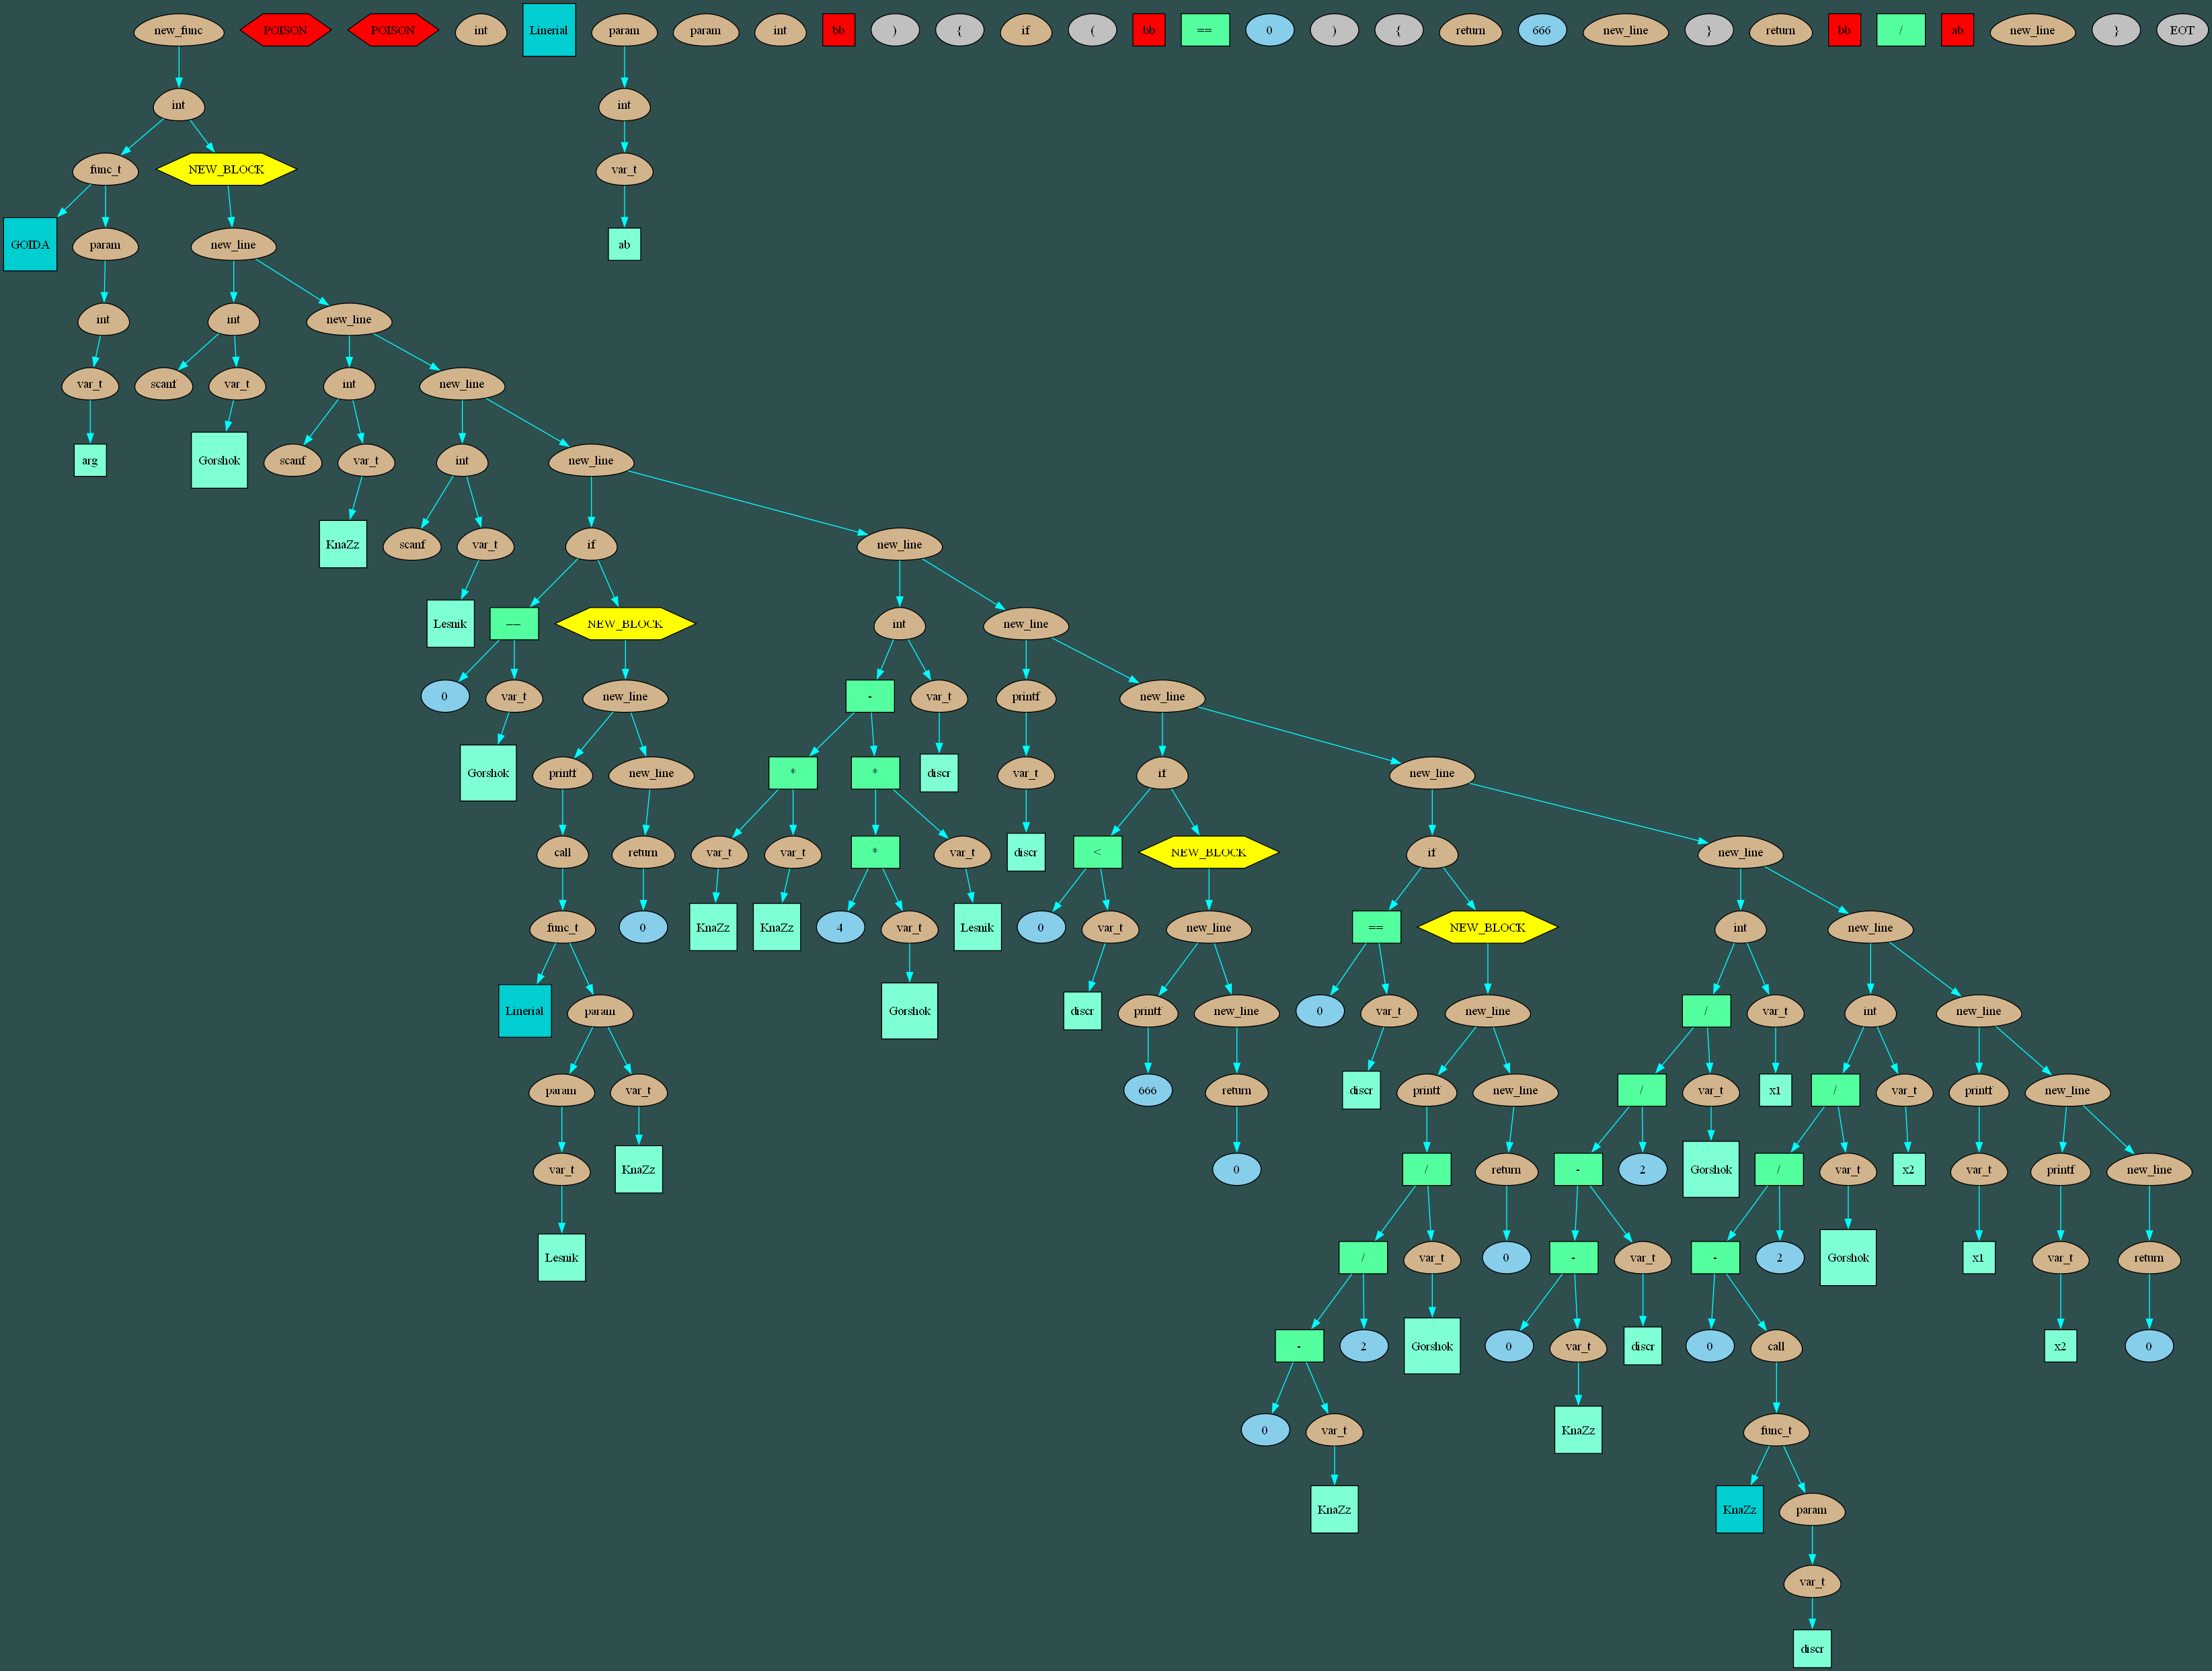 new_func POISON POISON int Linerial param param int bb ) { if ( bb == 0 ) { return 666 new_line } return bb / ab new_line } EOT
int int
func_t NEW_BLOCK var_t
GOIDA param new_line ab
int int new_line
var_t scanf var_t int new_line
arg Gorshok scanf var_t int new_line
KnaZz scanf var_t if new_line
Lesnik == NEW_BLOCK int new_line
0 var_t new_line - var_t printf new_line
Gorshok printf new_line * * discr var_t if new_line
call return var_t var_t * var_t discr < NEW_BLOCK if new_line
func_t 0 KnaZz KnaZz 4 var_t Lesnik 0 var_t new_line == NEW_BLOCK int new_line
Linerial param Gorshok discr printf new_line 0 var_t new_line / var_t int new_line
param var_t 666 return discr printf new_line / var_t x1 / var_t printf new_line
var_t KnaZz 0 / return - 2 Gorshok / var_t x2 var_t printf new_line
Lesnik / var_t 0 - var_t - 2 Gorshok x1 var_t return
- 2 Gorshok 0 var_t discr 0 call x2 0
0 var_t KnaZz func_t
KnaZz KnaZz param
var_t
discr